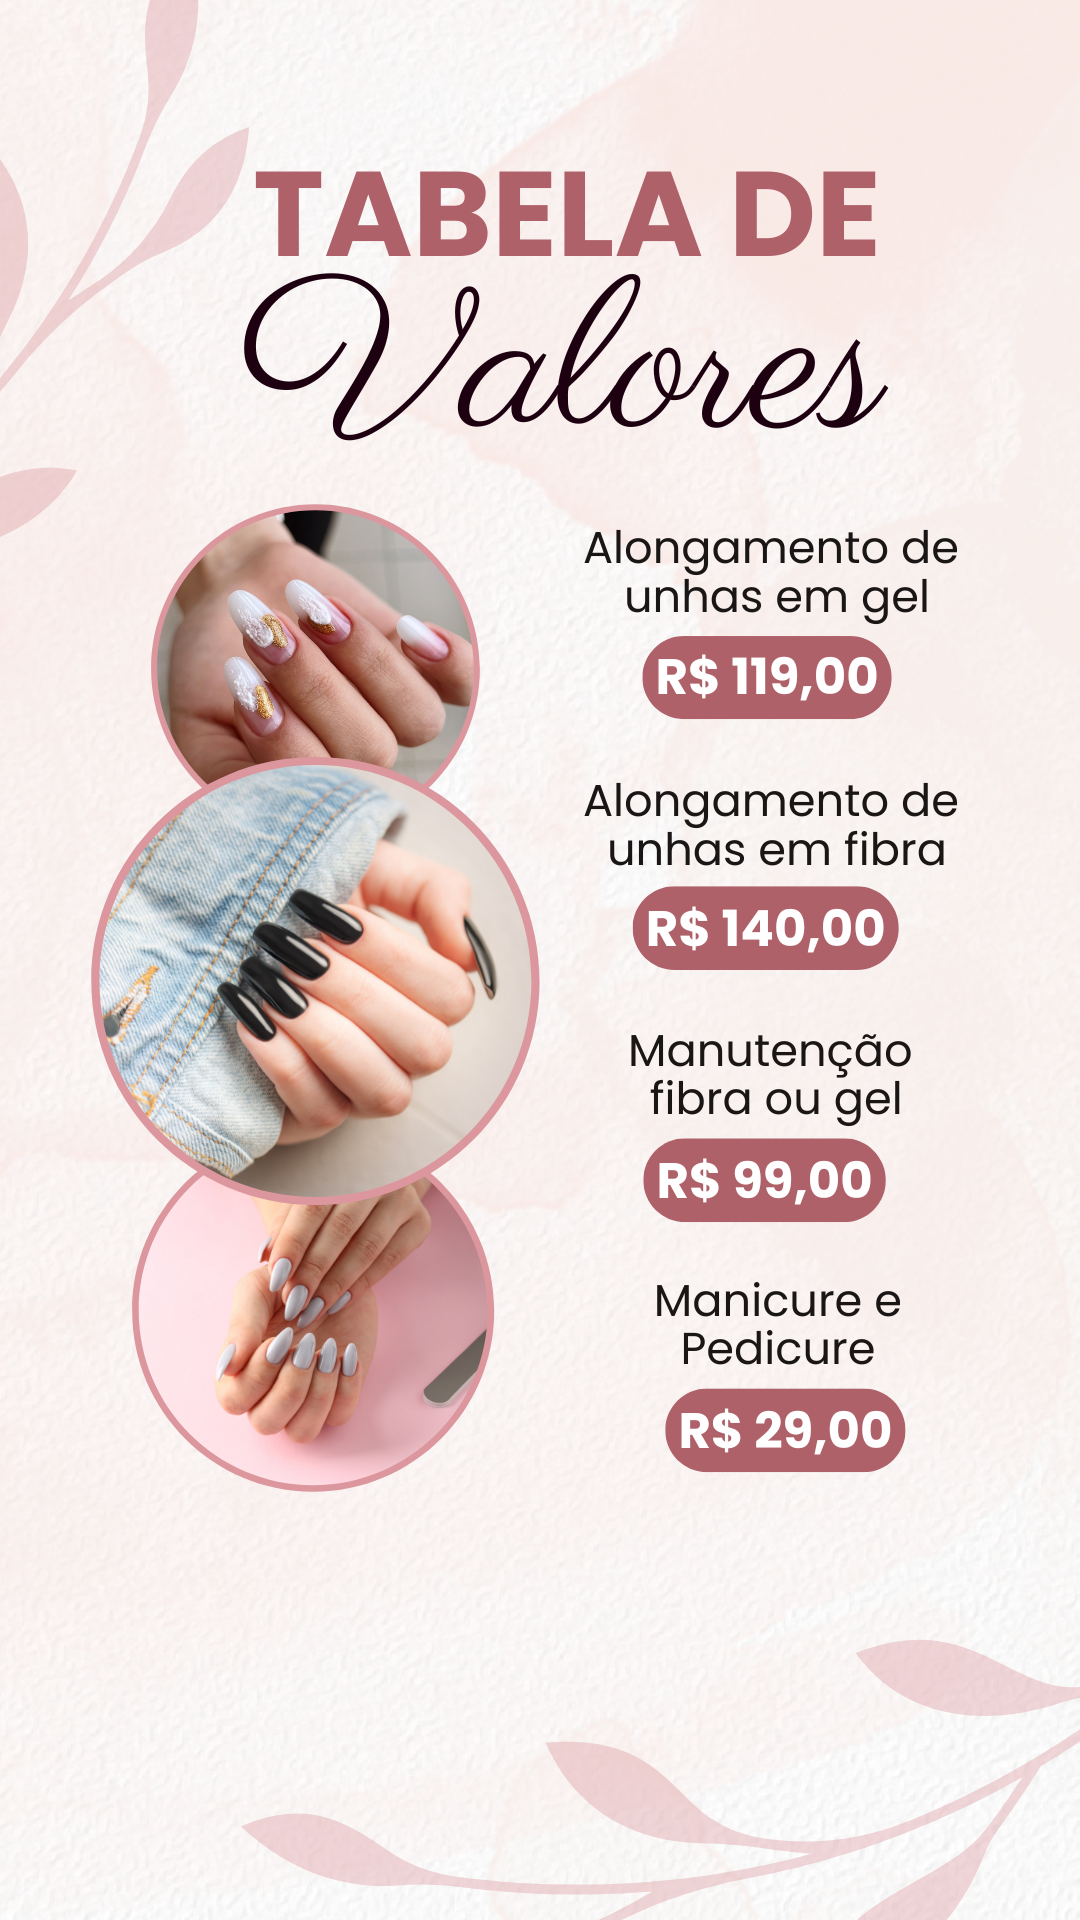 TABELA DE
Valores
Alongamento de
unhas em gel
R$ 119,00
Alongamento de
unhas em fibra
R$ 140,00
Manutenção
fibra ou gel
R$ 99,00
Manicure e
Pedicure
R$ 29,00